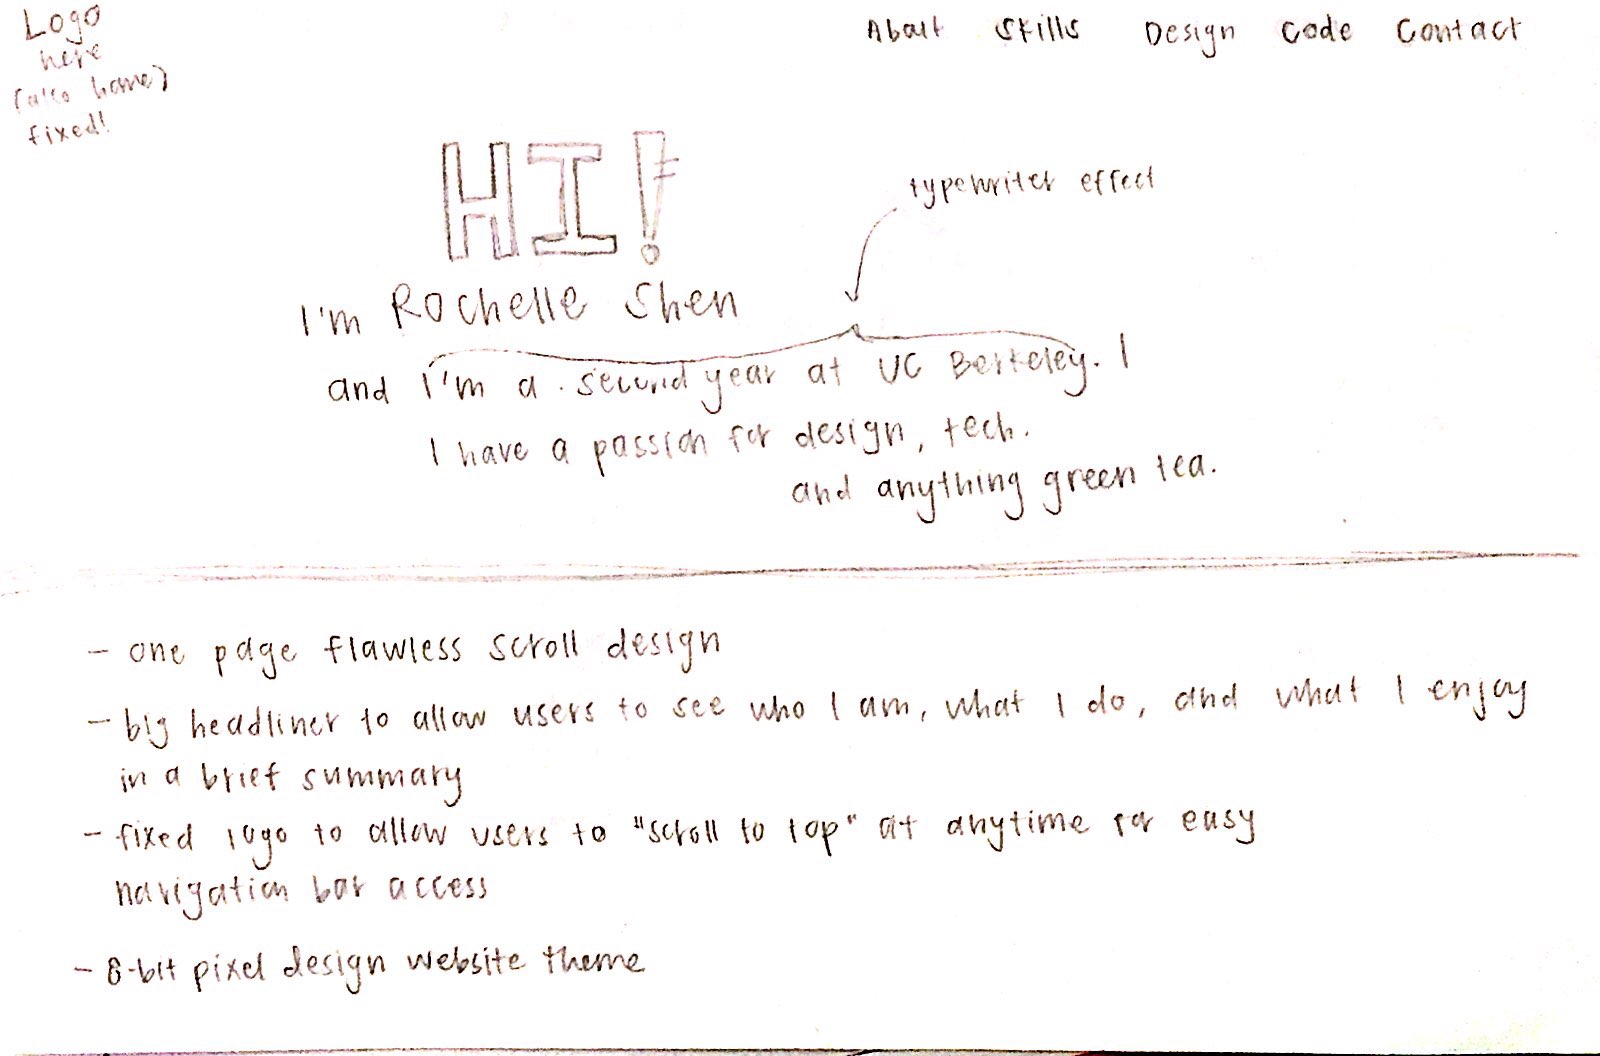 Logo
here
(also home)
fixed!
About Skills Design Code Contact
HI!
typewriter effect
I'm Rochelle Shen
and I'm a second year at UC Berkeley. I
I have a passion for design, tech.
and anything green tea.
- one page flawless scroll design
- big headliner to allow users to see who I am, what I do, and what I enjoy
in a brief summary
- fixed logo to allow users to "scroll to top" at anytime for easy
navigation bar access
- 8-bit pixel design website theme